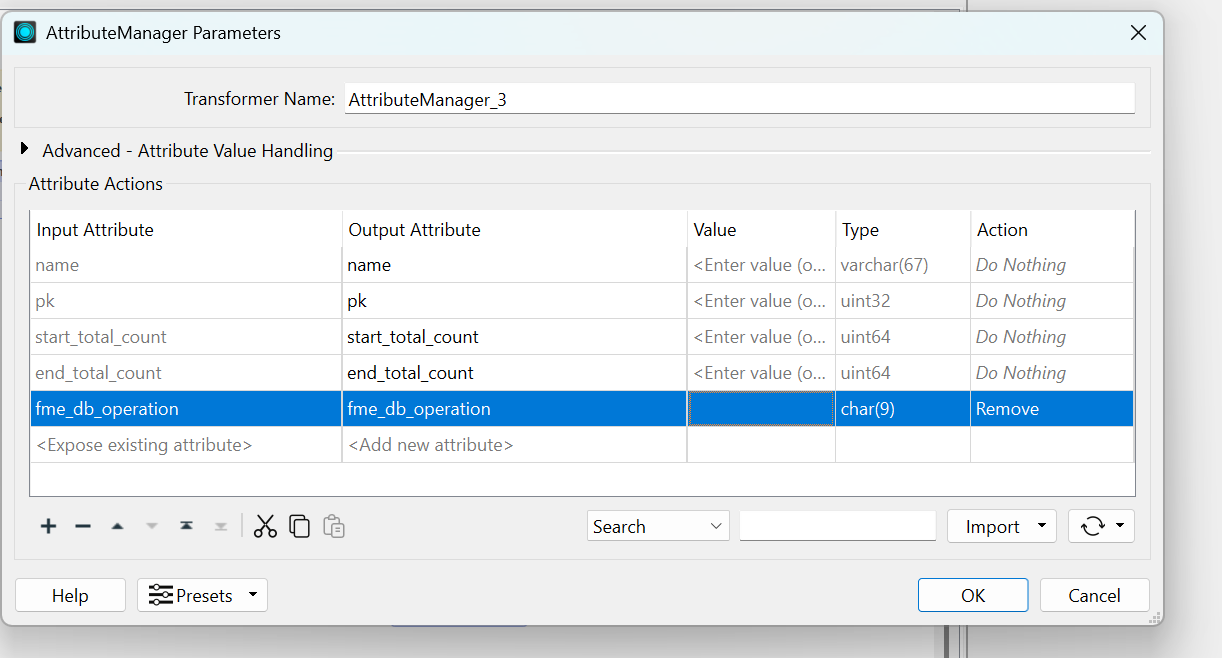 AttributeManager Parameters
Transformer Name: AttributeManager_3
Advanced - Attribute Value Handling
Attribute Actions
Input Attribute Output Attribute Value Type Action
name name <Enter value (o... varchar(67) Do Nothing
pk pk <Enter value (o... uint32 Do Nothing
start_total_count start_total_count <Enter value (o... uint64 Do Nothing
end_total_count end_total_count <Enter value (o... uint64 Do Nothing
fme_db_operation fme_db_operation char(9) Remove
<Expose existing attribute> <Add new attribute>
Search Import
Help Presets OK Cancel